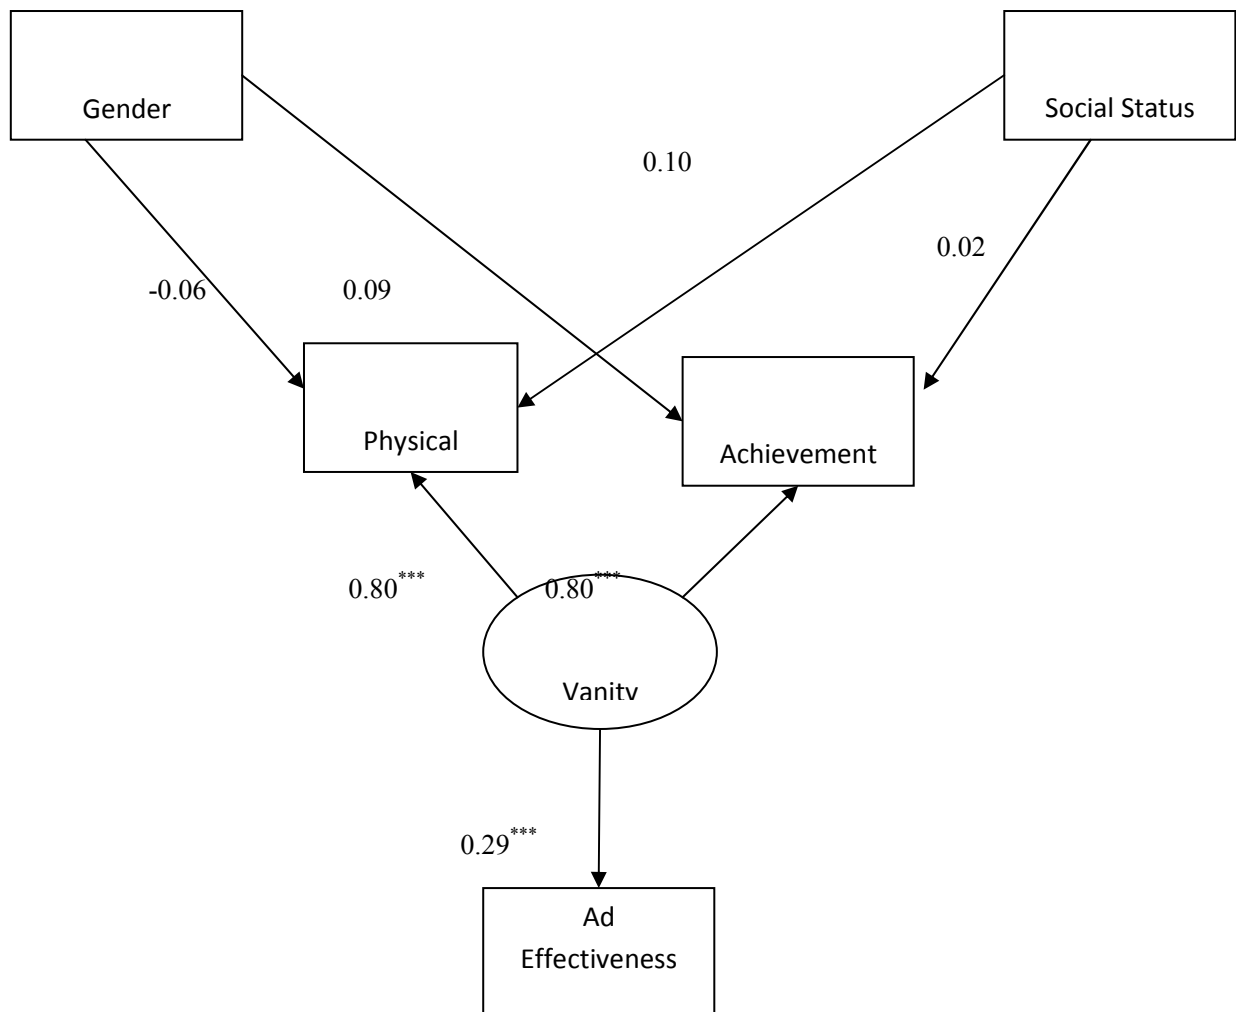 Gender
Social Status
0.10
0.02
-0.06
0.09
Physical
Achievement
0.80***
0.80***
Vanity
0.29***
Ad
Effectiveness